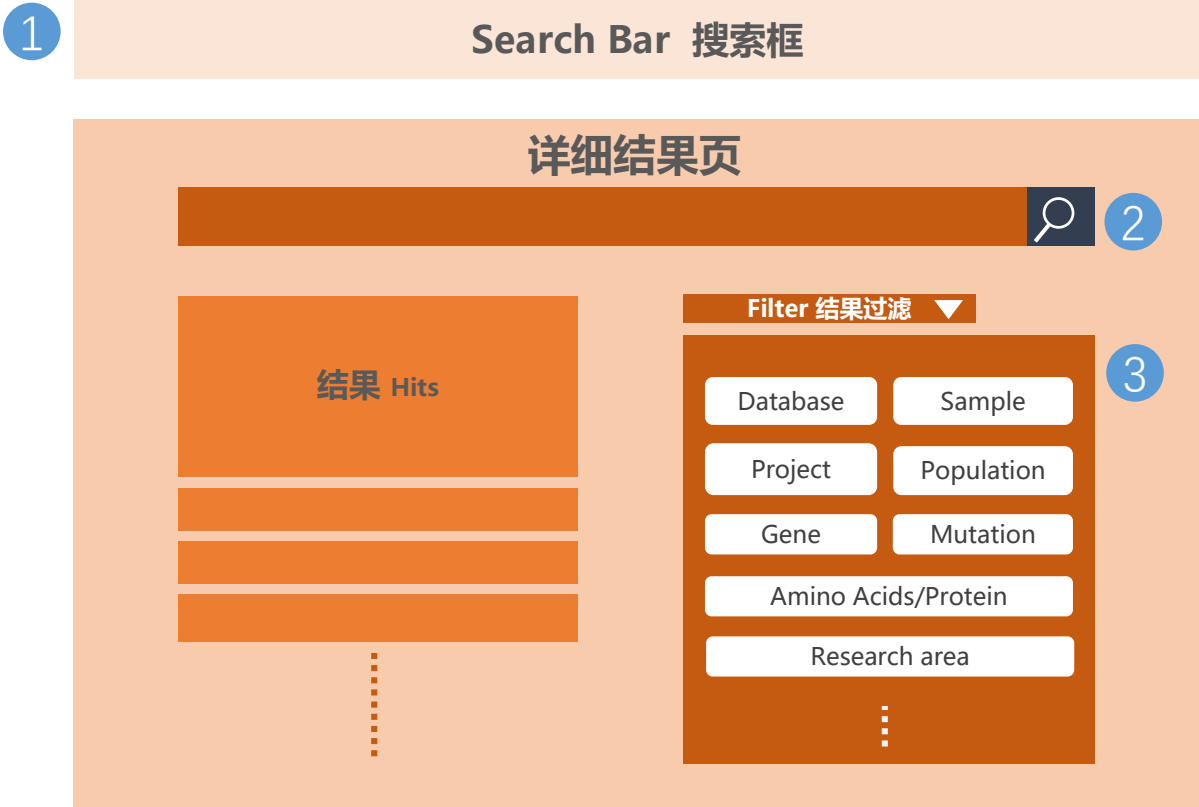 1
Search Bar 搜索框
详细结果页
2
Filter 结果过滤
结果 Hits
3
Database
Sample
Project
Population
Gene
Mutation
Amino Acids/Protein
Research area